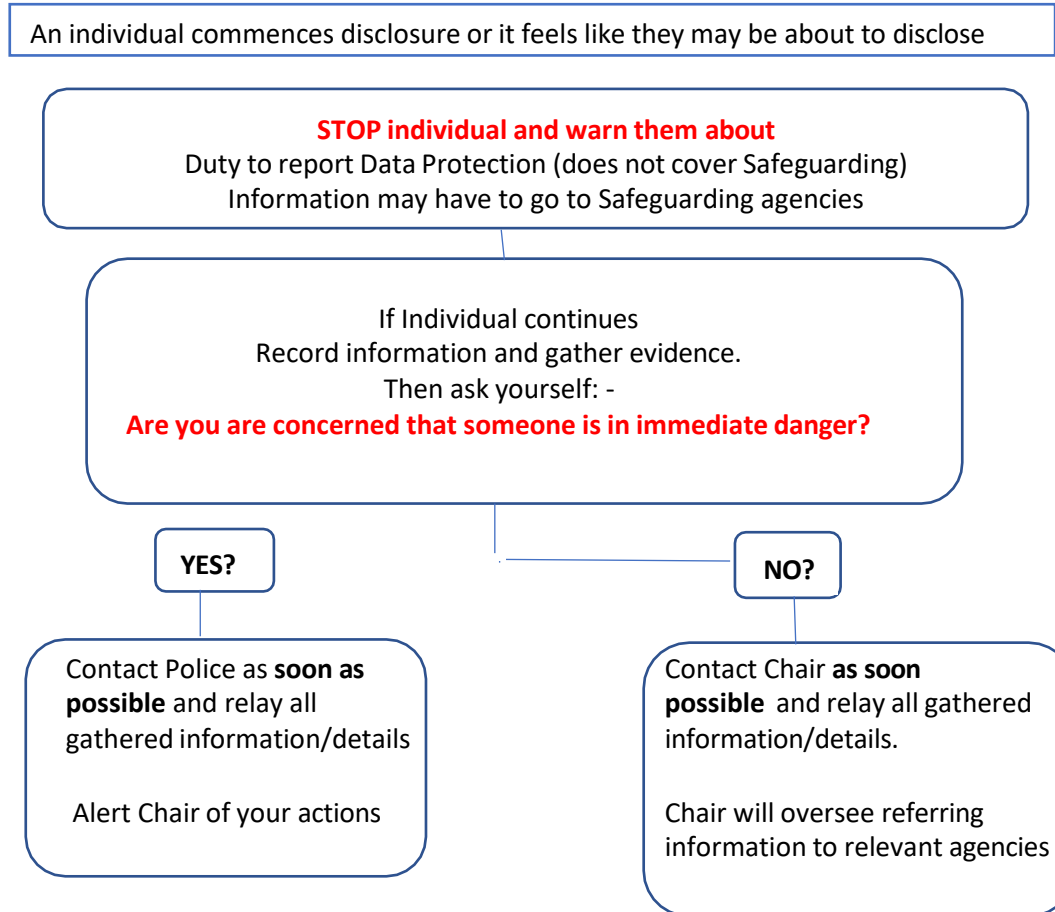 An individual commences disclosure or it feels like they may be about to disclose
STOP individual and warn them about
Duty to report Data Protection (does not cover Safeguarding)
Information may have to go to Safeguarding agencies
If Individual continues
Record information and gather evidence.
Then ask yourself: -
Are you are concerned that someone is in immediate danger?
YES?
NO?
Contact Police as soon as
possible and relay all
gathered information/details
Alert Chair of your actions
Contact Chair as soon
possible and relay all gathered
information/details.
Chair will oversee referring
information to relevant agencies